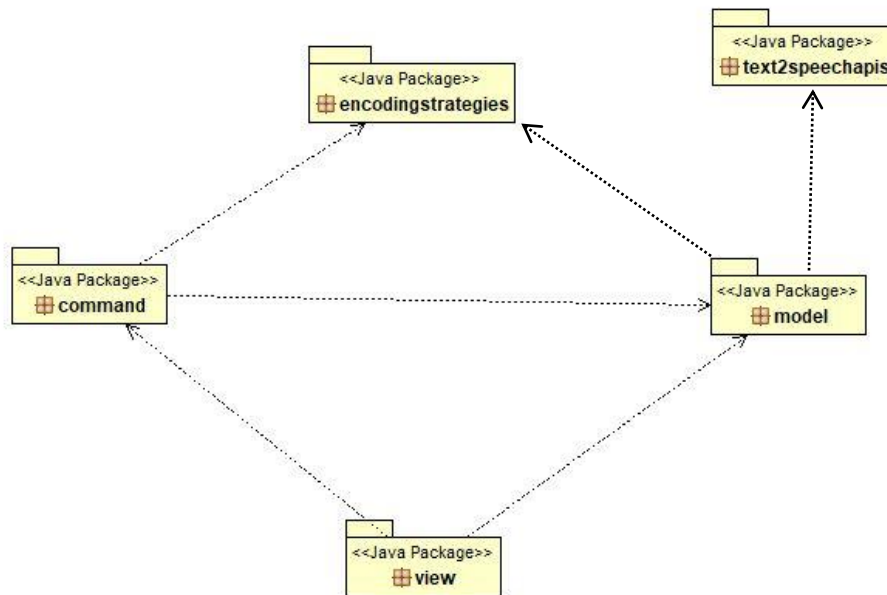 <<Java Package>>
text2speechapis
<<Java Package>>
encodingstrategies
<<Java Package>>
command
<<Java Package>>
model
<<Java Package>>
view